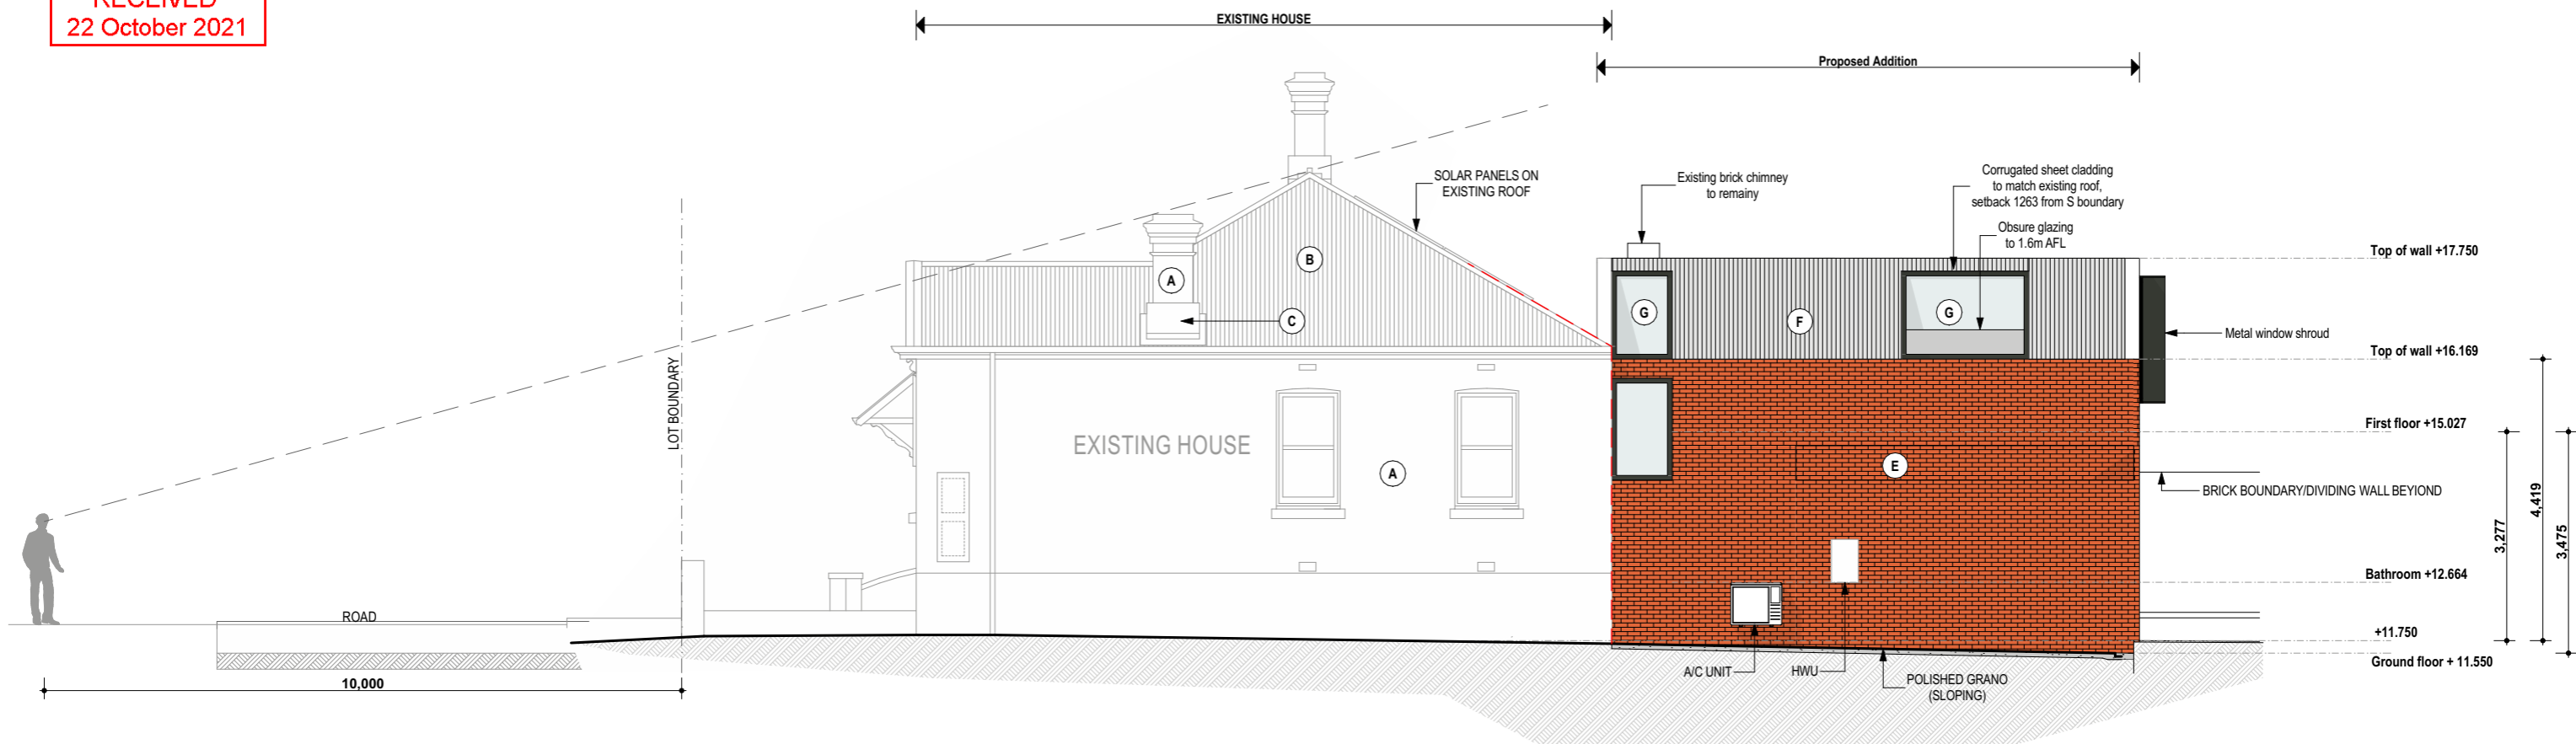 RECEIVED
22 October 2021
EXISTING HOUSE
Proposed Addition
SOLAR PANELS ON
EXISTING ROOF
Existing brick chimney
to remainy
Corrugated sheet cladding
to match existing roof,
setback 1263 from S boundary
Obsure glazing
to 1.6m AFL
Top of wall +17.750
B
A
G
G
F
C
Metal window shroud
Top of wall +16.169
LOT BOUNDARY
First floor +15.027
EXISTING HOUSE
A
E
BRICK BOUNDARY/DIVIDING WALL BEYIOND
4,419
3,277
3,475
Bathroom +12.664
ROAD
+11.750
Ground floor + 11.550
A/C UNIT
HWU
POLISHED GRANO
(SLOPING)
10,000